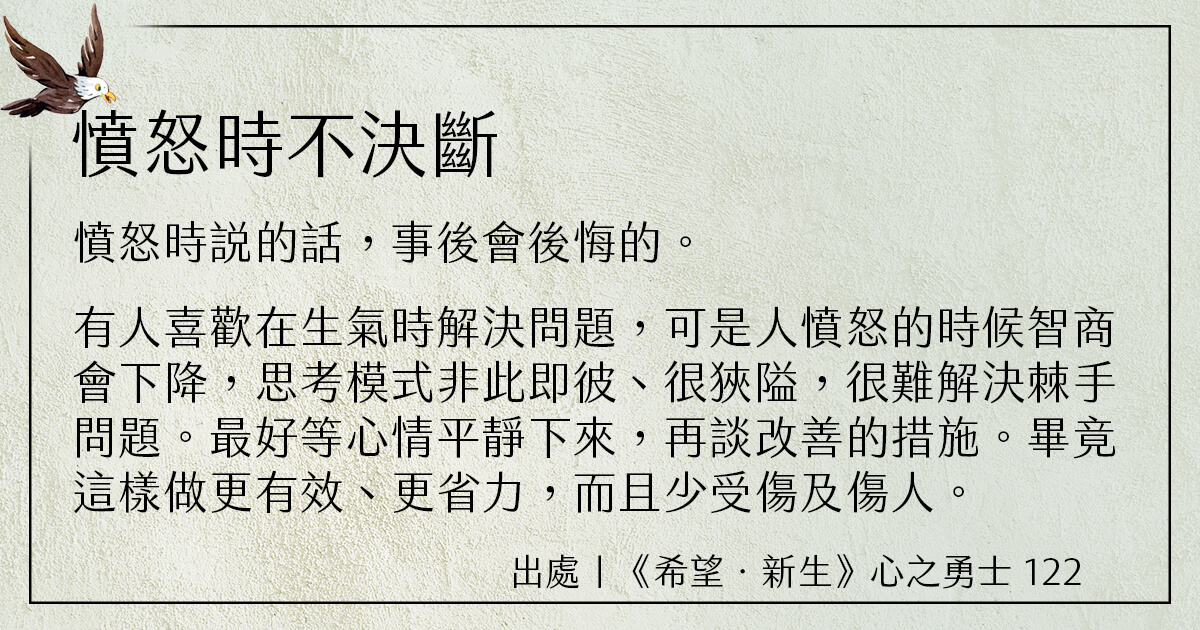 憤怒時不決斷
憤怒時説的話，事後會後悔的。
有人喜歡在生氣時解決問題，可是人憤怒的時候智商
會下降，思考模式非此即彼、很狹隘，很難解決棘手
問題。最好等心情平靜下來，再談改善的措施。畢竟
這樣做更有效、更省力，而且少受傷及傷人。
出處｜《希望．新生》心之勇士 122